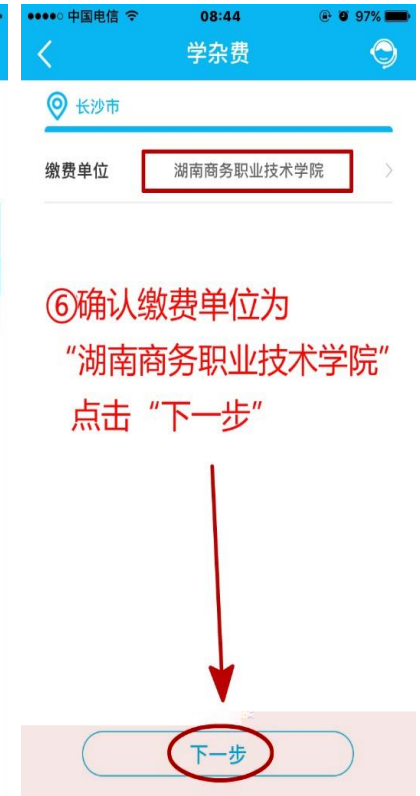 中国电信 08:44 97%
学杂费
长沙市
缴费单位 湖南商务职业技术学院
⑥确认缴费单位为
“湖南商务职业技术学院”
点击“下一步”
下一步